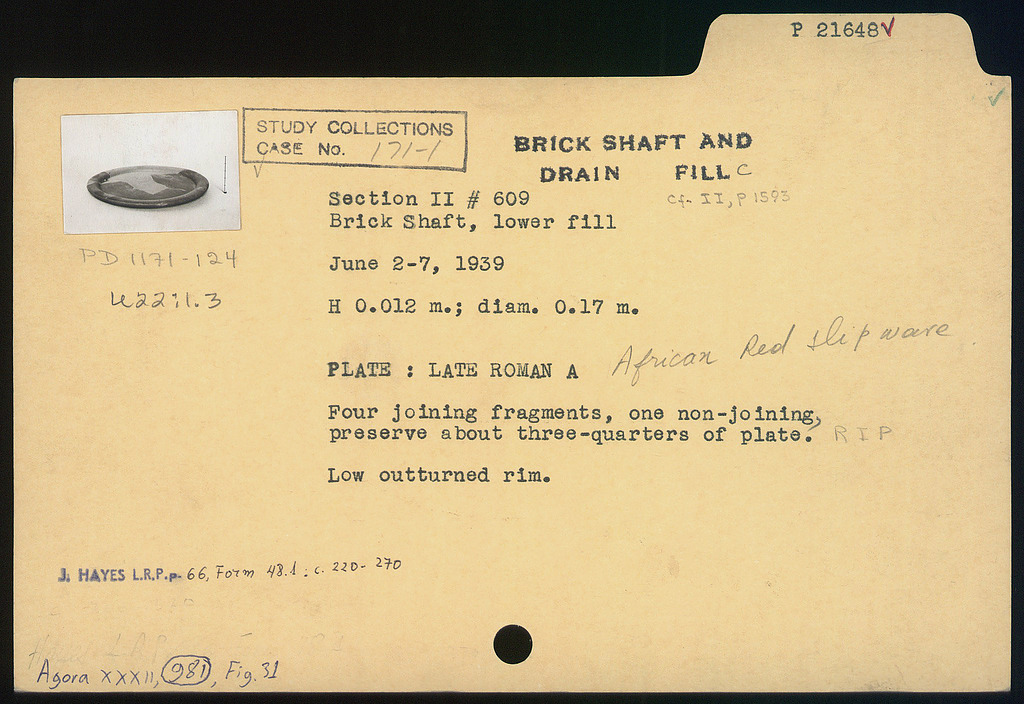 P 21648
STUDY COLLECTIONS
CASE No. 171-1
BRICK SHAFT AND
DRAIN FILL C
Section II # 609
Cf. II, P 1593
Brick Shaft, lower fill
PD 1171-124
June 2-7, 1939
H 0.012 m.; diam. 0.17 m.
PLATE : LATE ROMAN A African Red slip ware
Four joining fragments, one non-joining,
preserve about three-quarters of plate. RIP
Low outturned rim.
J. HAYES L.R.P. p. 66, Form 48.1 : c. 220-270
Agora XXXII, 981, Fig. 31